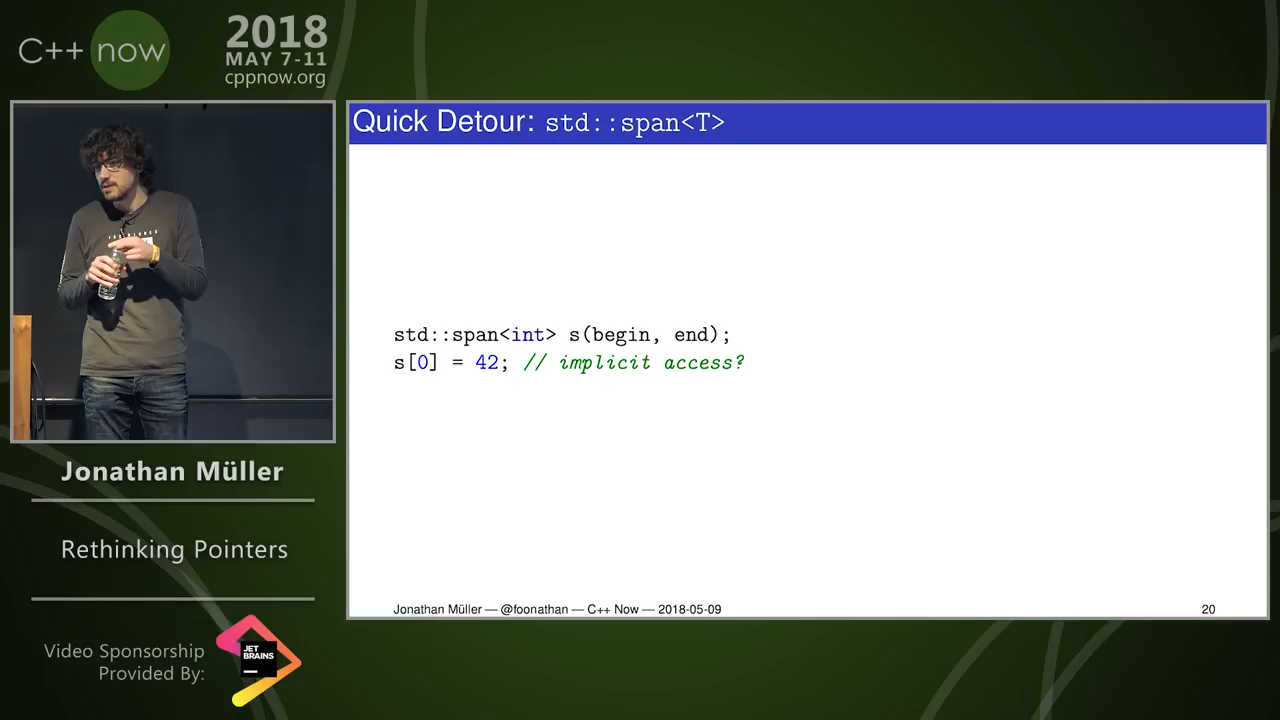 C++ now
2018
MAY 7-11
cppnow.org
Quick Detour: std::span<T>
std::span<int> s(begin, end);
s[0] = 42; // implicit access?
Jonathan Müller — @foonathan — C++ Now — 2018-05-09
20
Jonathan Müller
Rethinking Pointers
Video Sponsorship
Provided By:
JET
BRAINS